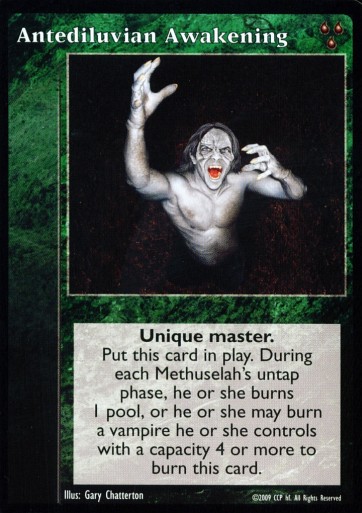 Antediluvian Awakening
Unique master.
Put this card in play. During
each Methuselah's untap
phase, he or she burns
1 pool, or he or she may burn
a vampire he or she controls
with a capacity 4 or more to
burn this card.
Illus: Gary Chatterton
©2009 CCP hf. All Rights Reserved